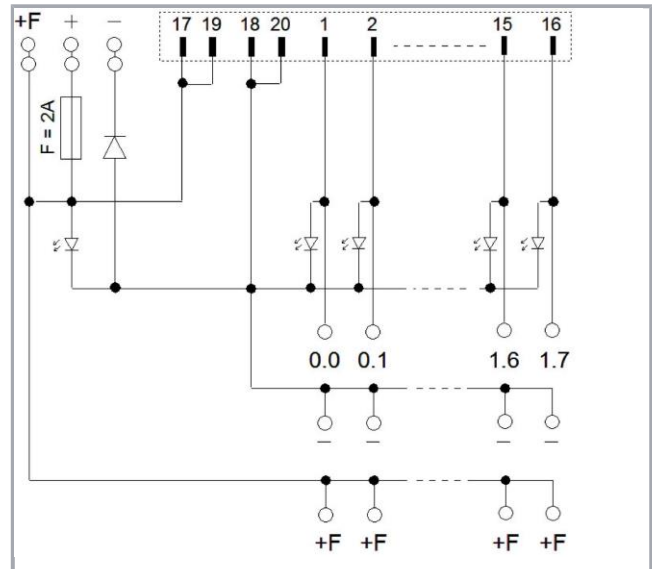 +F + − 17 19 18 20 1 2 15 16
F = 2A
0.0 0.1 1.6 1.7
− − − −
+F +F +F +F